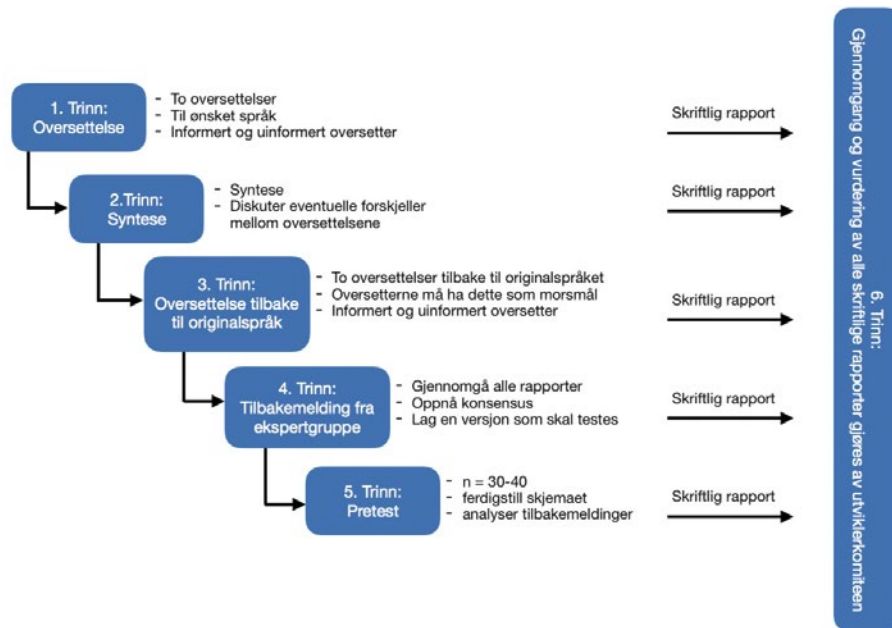 1. Trinn:
Oversettelse
- To oversettelser
- Til ønsket språk
- Informert og uinformert oversetter
Skriftlig rapport
2.Trinn:
Syntese
- Syntese
- Diskuter eventuelle forskjeller
mellom oversettelsene
Skriftlig rapport
3. Trinn:
Oversettelse tilbake
til originalspråk
- To oversettelser tilbake til originalspråket
- Oversetterne må ha dette som morsmål
- Informert og uinformert oversetter
Skriftlig rapport
4. Trinn:
Tilbakemelding fra
ekspertgruppe
- Gjennomgå alle rapporter
- Oppnå konsensus
- Lag en versjon som skal testes
Skriftlig rapport
5. Trinn:
Pretest
- n = 30-40
- ferdigstill skjemaet
- analyser tilbakemeldinger
Skriftlig rapport
6. Trinn:
Gjennomgang og vurdering av alle skriftlige rapporter gjøres av utviklerkomiteen